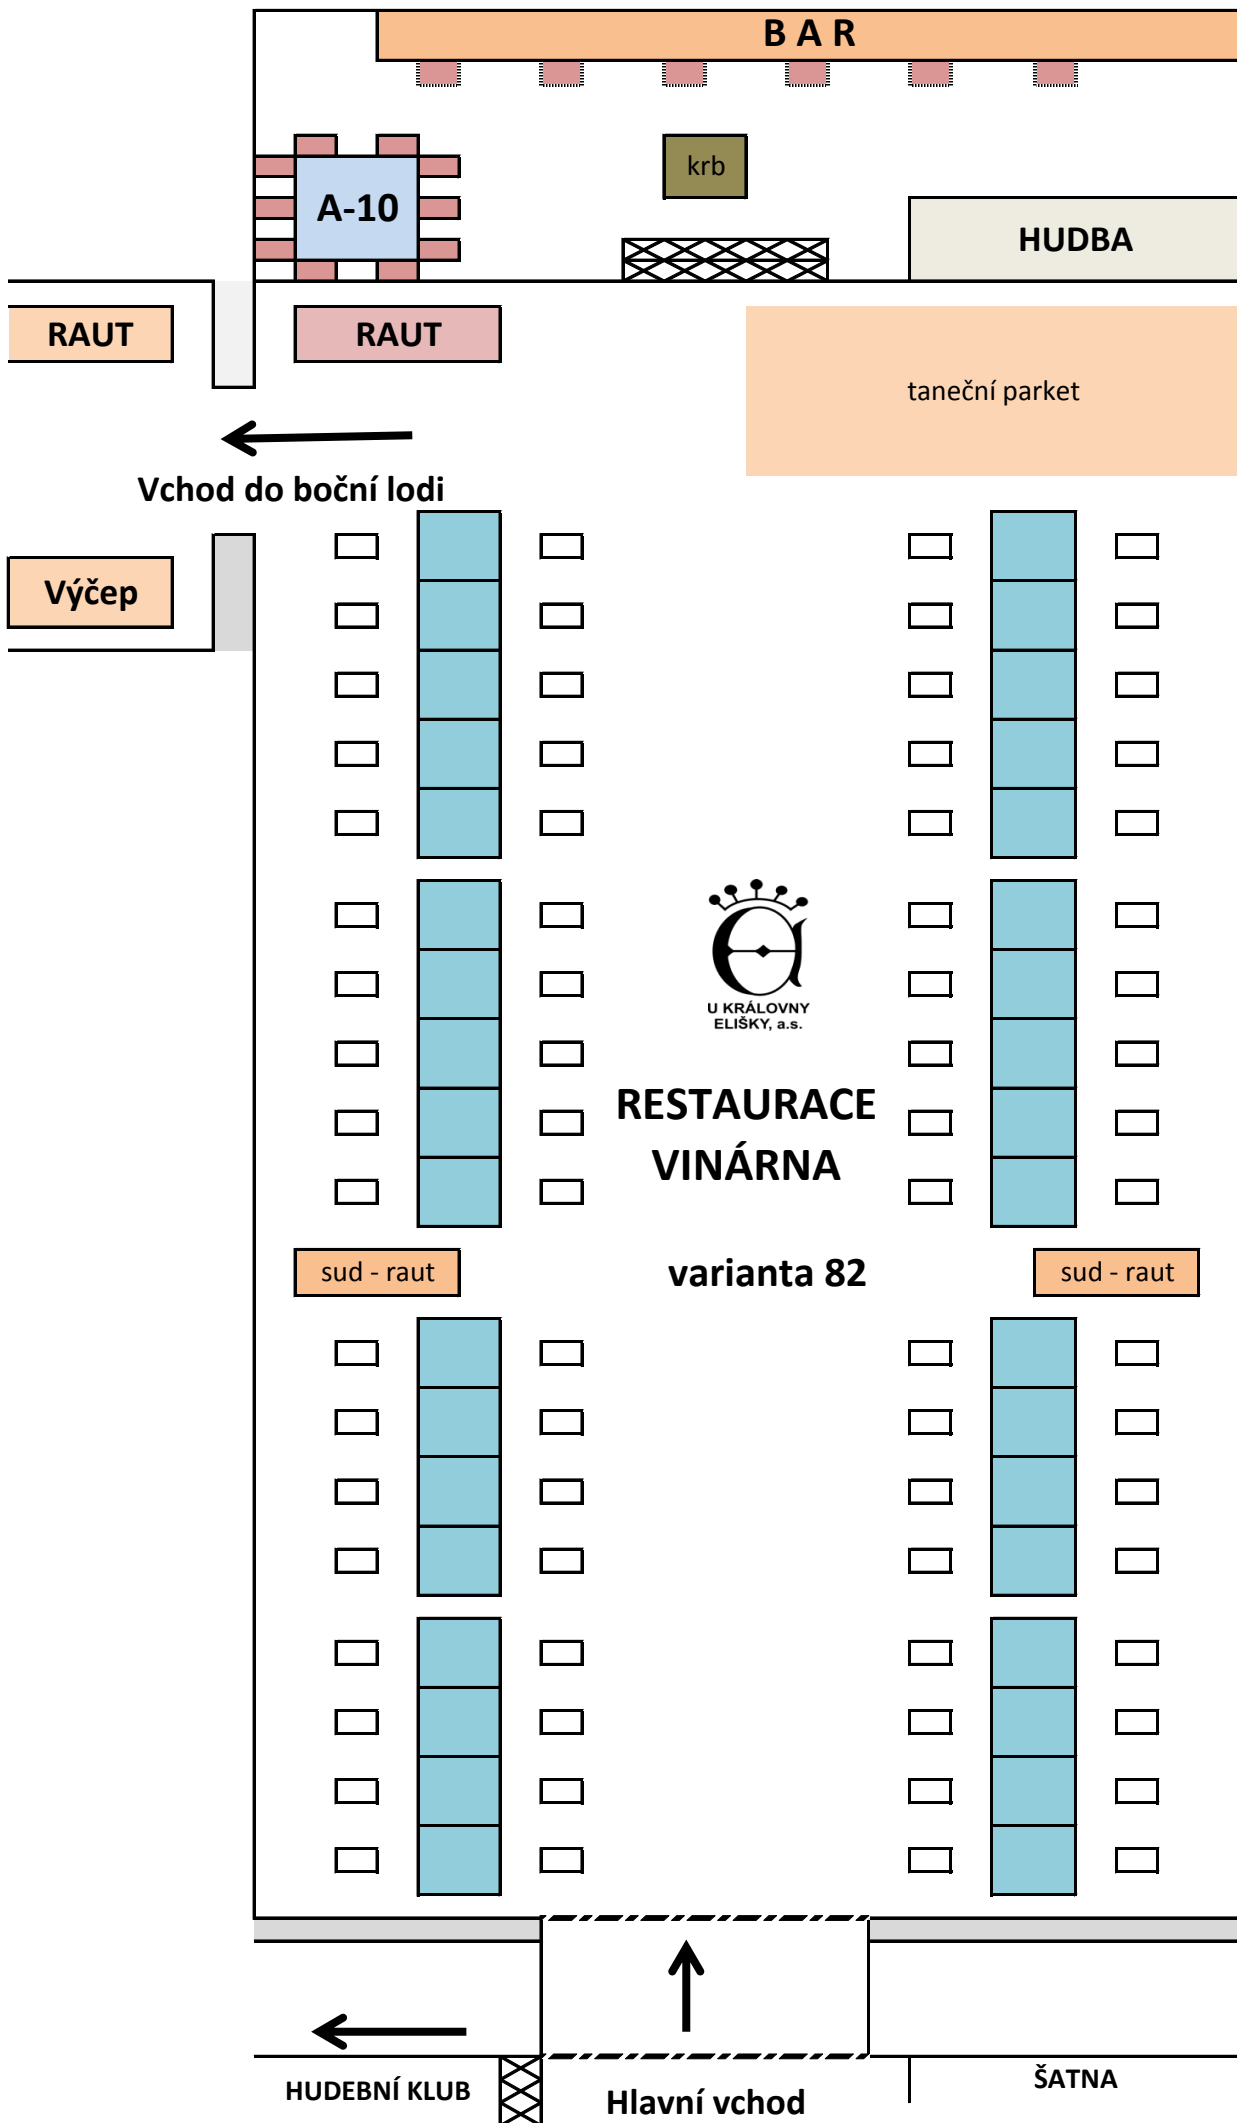 B A R
krb
A-10
HUDBA
RAUT
RAUT
taneční parket
Vchod do boční lodi
Výčep
U KRÁLOVNY
ELIŠKY, a.s.
RESTAURACE
VINÁRNA
sud - raut
varianta 82
sud - raut
HUDEBNÍ KLUB
Hlavní vchod
ŠATNA